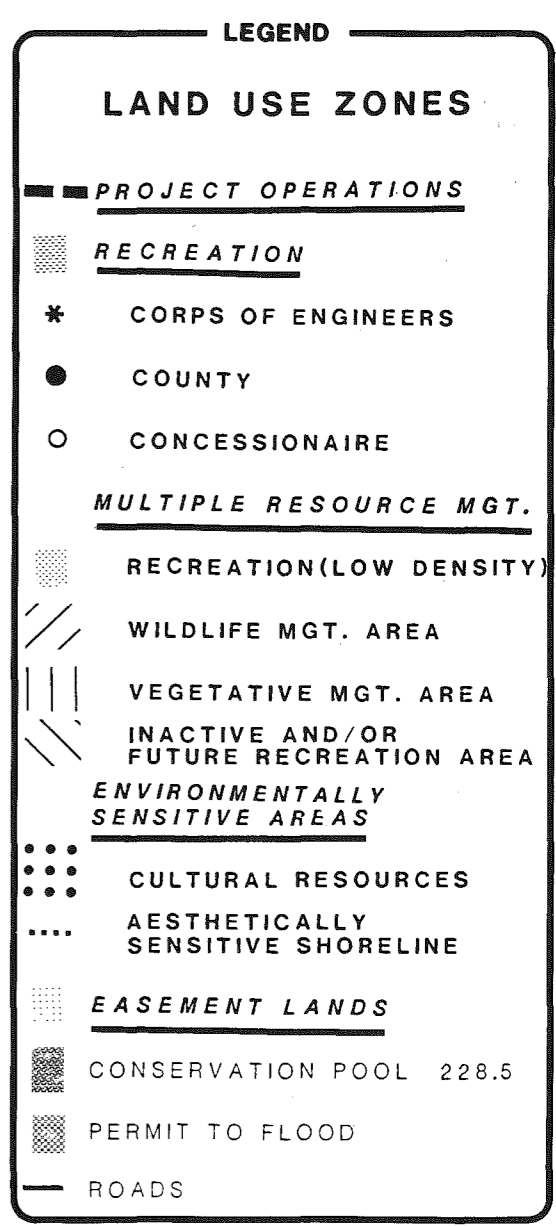 LEGEND
LAND USE ZONES
PROJECT OPERATIONS
RECREATION
CORPS OF ENGINEERS
COUNTY
CONCESSIONAIRE
MULTIPLE RESOURCE MGT.
RECREATION(LOW DENSITY)
WILDLIFE MGT. AREA
VEGETATIVE MGT. AREA
INACTIVE AND/OR
FUTURE RECREATION AREA
ENVIRONMENTALLY
SENSITIVE AREAS
CULTURAL RESOURCES
AESTHETICALLY
SENSITIVE SHORELINE
EASEMENT LANDS
CONSERVATION POOL 228.5
PERMIT TO FLOOD
ROADS